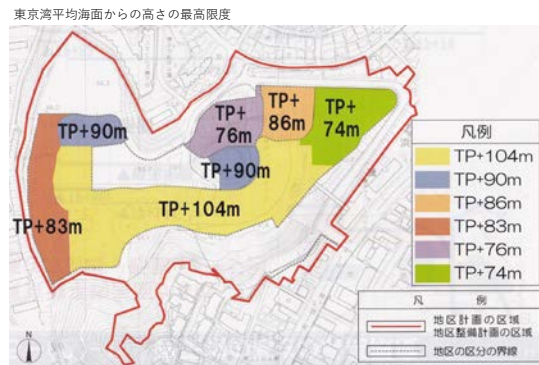 東京湾平均海面からの高さの最高限度
TP+
86m
TP+
76m
TP+
74m
TP+90m
TP+90m
TP+104m
TP+83m
凡例
TP+104m
TP+90m
TP+86m
TP+83m
TP+76m
TP+74m
凡 例
地区計画の区域
地区整備計画の区域
地区の区分の界線
N